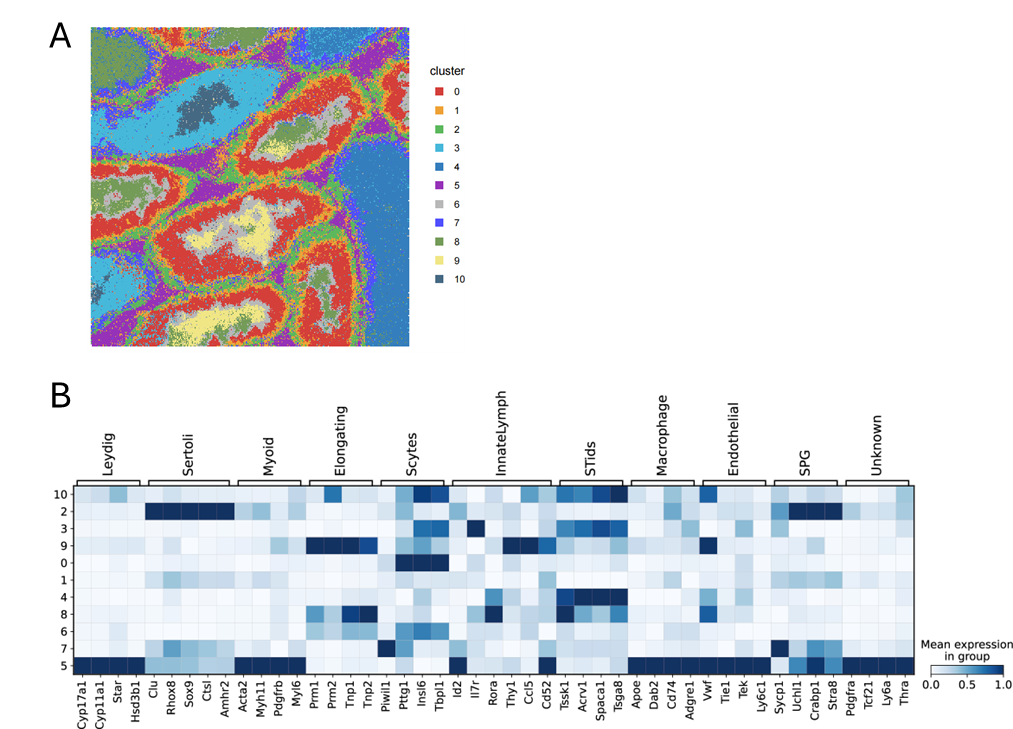 A
cluster
0
1
2
3
4
5
6
7
8
9
10
B
Leydig
Sertoli
Myoid
Elongating
Scytes
InnateLymph
STids
Macrophage
Endothelial
SPG
Unknown
10
2
3
9
0
1
4
8
6
7
5
Cyp17a1
Cyp11a1
Star
Hsd3b1
Clu
Rhox8
Sox9
Ctsl
Amhr2
Acta2
Myh11
Pdgfrb
Myl6
Prm1
Prm2
Tnp1
Tnp2
Piwil1
Pttg1
Insl6
Tbpl1
Id2
Il7r
Rora
Thy1
Ccl5
Cd52
Tssk1
Acrv1
Spaca1
Tsga8
Apoe
Dab2
Cd74
Adgre1
Vwf
Tie1
Tek
Ly6c1
Sycp1
Uchl1
Crabp1
Stra8
Pdgfra
Tcf21
Ly6a
Thra
Mean expression
in group
0.0 0.5 1.0